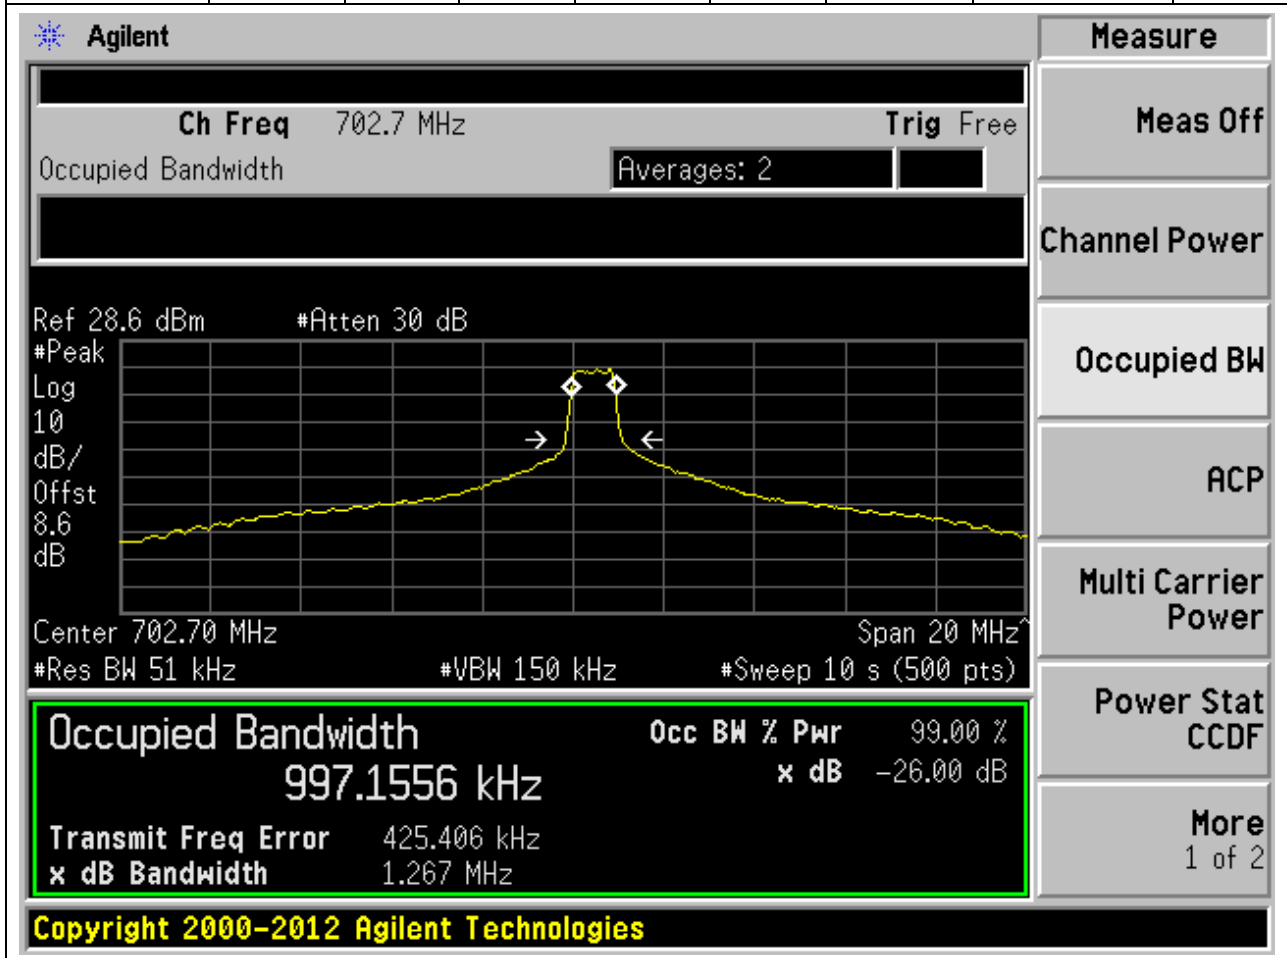 Agilent
Measure
Ch Freq 702.7 MHz Trig Free
Occupied Bandwidth Averages: 2
Meas Off
Channel Power
Occupied BW
ACP
Multi Carrier
Power
Power Stat
CCDF
More
1 of 2
Ref 28.6 dBm #Atten 30 dB
#Peak
Log
10
dB/
Offst
8.6
dB
Center 702.70 MHz Span 20 MHz^
#Res BW 51 kHz #VBW 150 kHz #Sweep 10 s (500 pts)
Occupied Bandwidth Occ BW % Pwr 99.00 %
997.1556 kHz x dB -26.00 dB
Transmit Freq Error 425.406 kHz
x dB Bandwidth 1.267 MHz
Copyright 2000-2012 Agilent Technologies